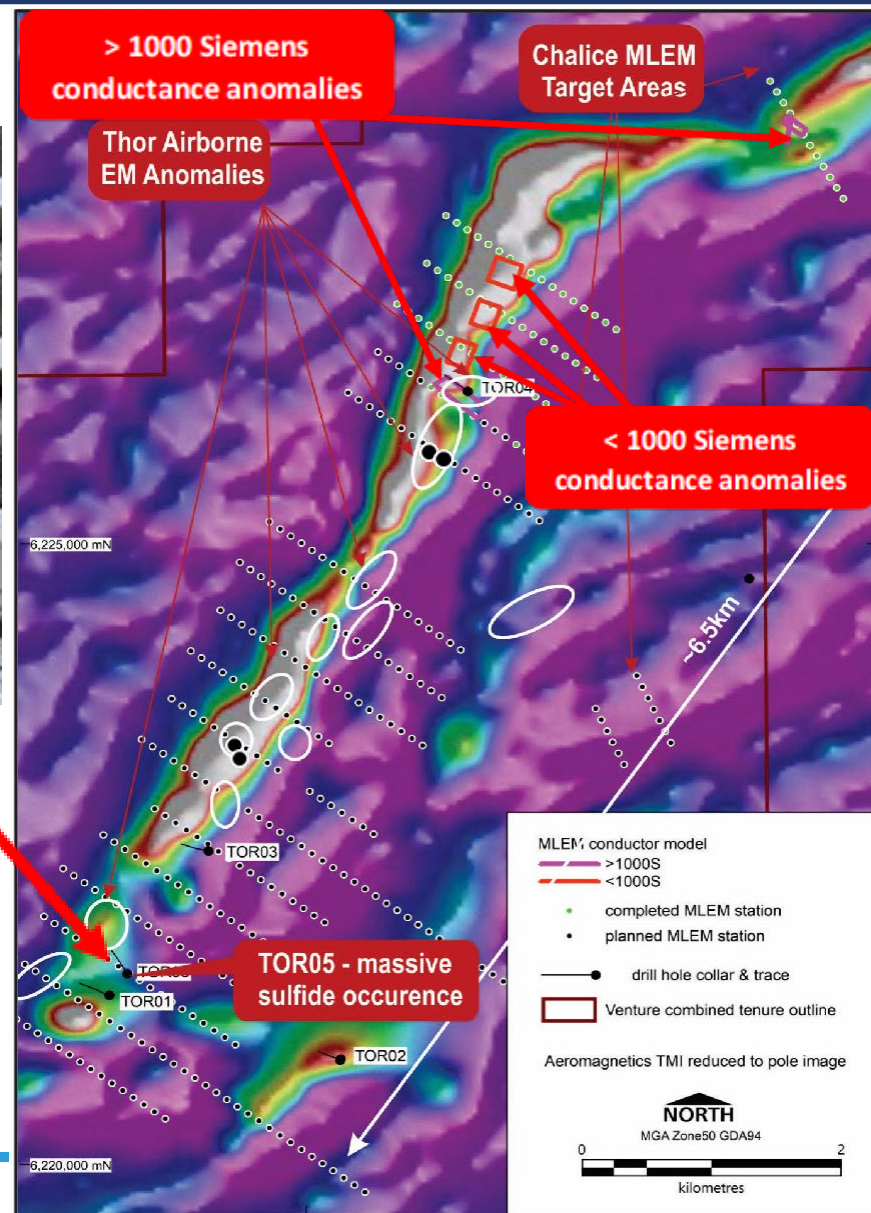 > 1000 Siemens
conductance anomalies
Chalice MLEM
Target Areas
Thor Airborne
EM Anomalies
TOR04
< 1000 Siemens
conductance anomalies
6,225,000 mN
~6.5km
TOR03
TOR05 - massive
sulfide occurence
TOR01
TOR02
6,220,000 mN
MLEM conductor model
>1000S
<1000S
completed MLEM station
planned MLEM station
drill hole collar & trace
Venture combined tenure outline
Aeromagnetics TMI reduced to pole image
NORTH
MGA Zone50 GDA94
0 2
kilometres